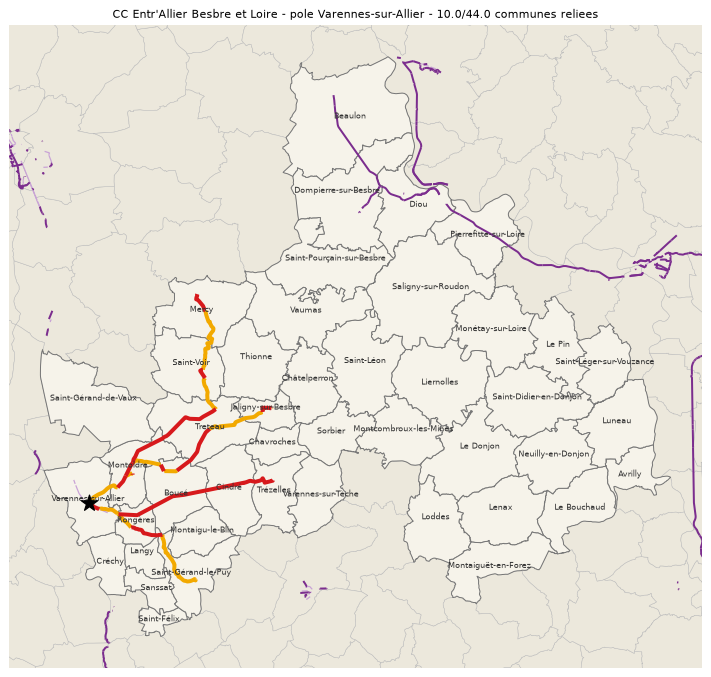 CC Entr'Allier Besbre et Loire - pole Varennes-sur-Allier - 10.0/44.0 communes reliees
Beaulon
Dompierre-sur-Besbre
Diou
Pierrefitte-sur-Loire
Saint-Pourçain-sur-Besbre
Saligny-sur-Roudon
Mercy
Vaumas
Monétay-sur-Loire
Le Pin
Saint-Voir
Thionne
Saint-Léon
Saint-Léger-sur-Vouzance
Châtelperron
Liernolles
Saint-Gérand-de-Vaux
Saint-Didier-en-Donjon
Jaligny-sur-Besbre
Luneau
Treteau
Sorbier
Montcombroux-les-Mines
Chavroches
Le Donjon
Neuilly-en-Donjon
Montoldre
Avrilly
Cindre
Trézelles
Boucé
Varennes-sur-Tèche
Varennes-sur-Allier
Lenax
Le Bouchaud
Loddes
Rongères
Montaigu-le-Blin
Langy
Créchy
Montaiguët-en-Forez
Saint-Gérand-le-Puy
Sanssat
Saint-Félix